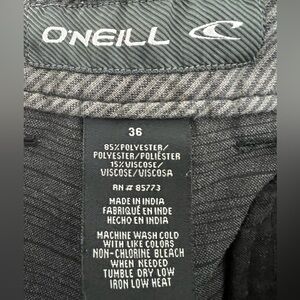 O'NEILL
36
85% POLYESTER/
POLYESTER/POLIÉSTER
15% VISCOSE/
VISCOSE/VISCOSA
RN # 85773
MADE IN INDIA
FABRIQUÉ EN INDE
HECHO EN INDIA
MACHINE WASH COLD
WITH LIKE COLORS
NON-CHLORINE BLEACH
WHEN NEEDED
TUMBLE DRY LOW
IRON LOW HEAT